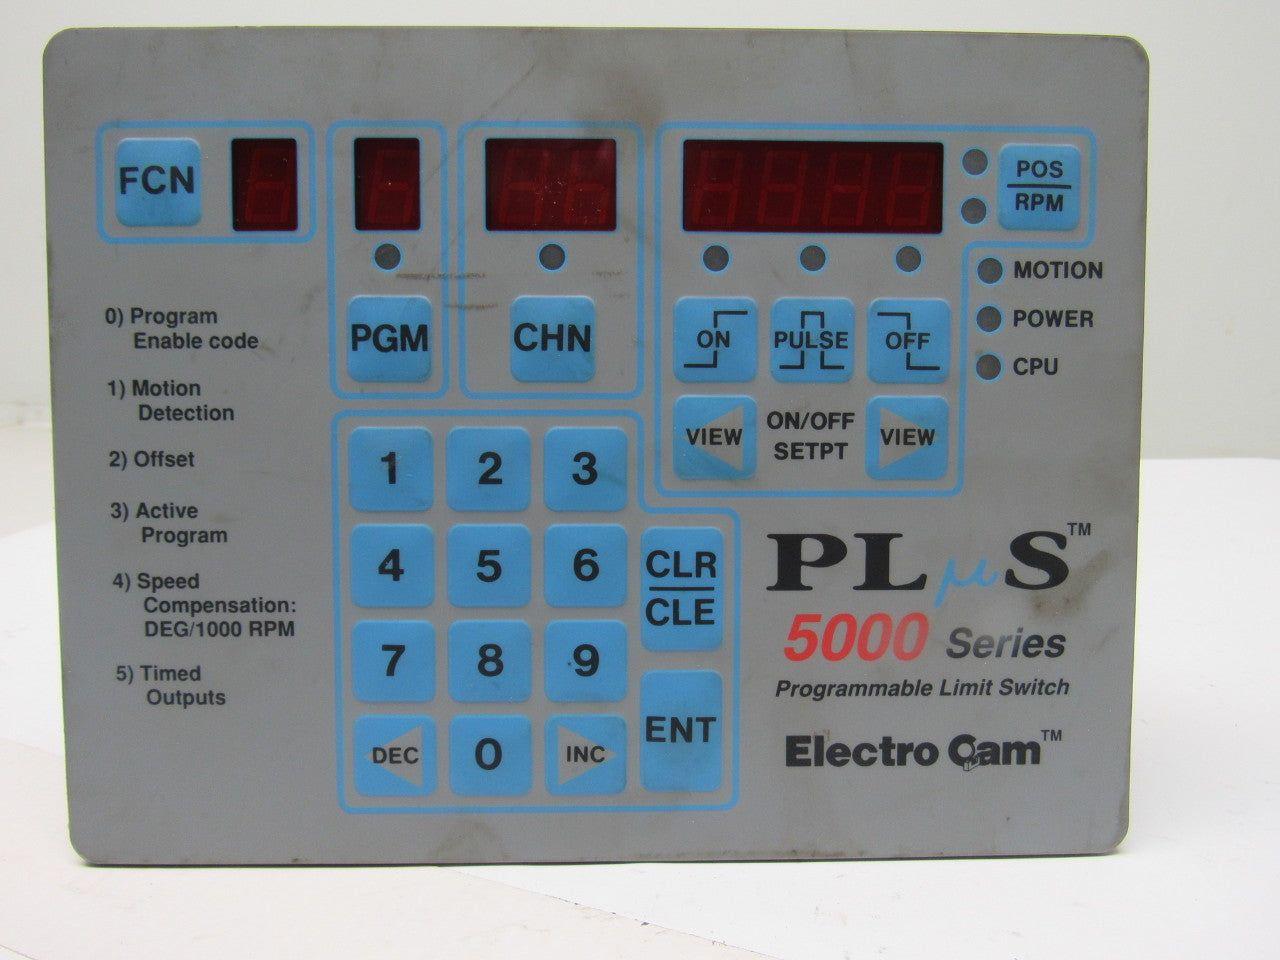 FCN
POS
RPM
MOTION
POWER
CPU
PGM
CHN
ON
PULSE
OFF
VIEW
ON/OFF
SETPT
VIEW
0) Program
Enable code
1) Motion
Detection
2) Offset
3) Active
Program
4) Speed
Compensation:
DEG/1000 RPM
5) Timed
Outputs
1 2 3
4 5 6
7 8 9
DEC 0 INC
CLR
CLE
ENT
PLμS™
5000 Series
Programmable Limit Switch
Electro Cam™